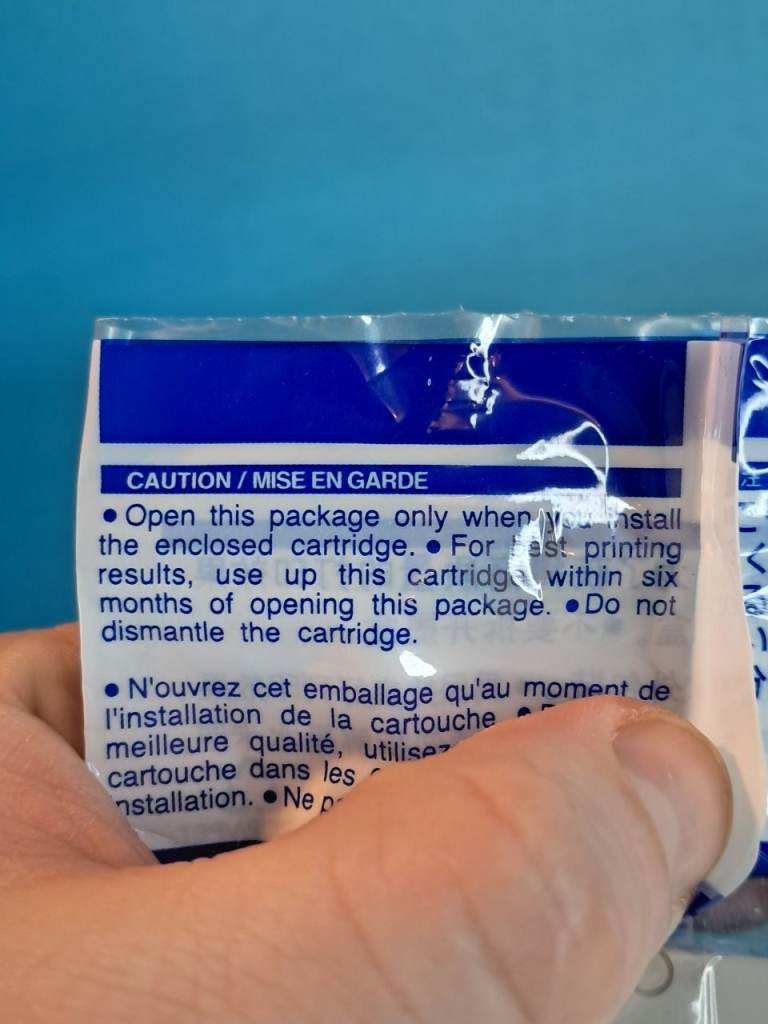 CAUTION / MISE EN GARDE
● Open this package only when you install
the enclosed cartridge. ● For best printing
results, use up this cartridge within six
months of opening this package. ● Do not
dismantle the cartridge.
● N'ouvrez cet emballage qu'au moment de
l'installation de la cartouche
meilleure qualité, utilisez
cartouche dans les
nstallation. ● Ne